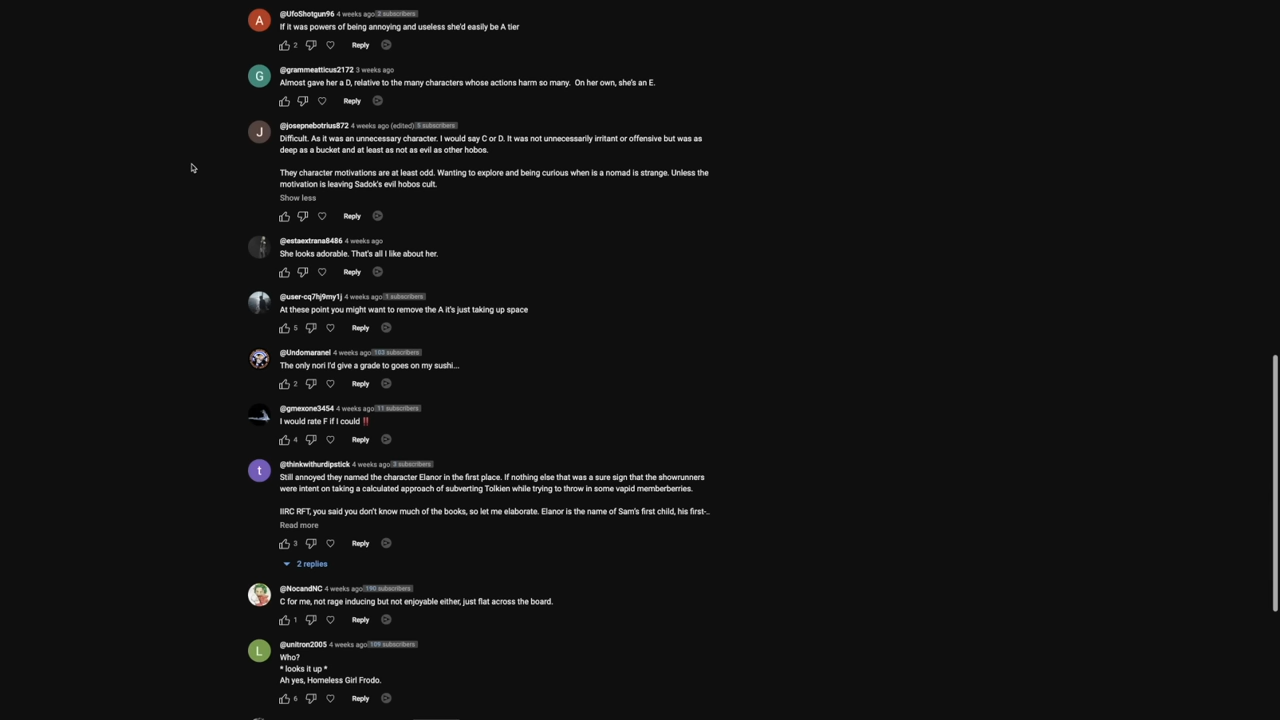 A @UfoShotgun96 4 weeks ago 2 subscribers
If it was powers of being annoying and useless she'd easily be A tier
2 Reply
G @grammeatticus2172 3 weeks ago
Almost gave her a D, relative to the many characters whose actions harm so many. On her own, she's an E.
Reply
J @josepnebotrius872 4 weeks ago (edited) 5 subscribers
Difficult. As it was an unnecessary character. I would say C or D. It was not unnecessarily irritant or offensive but was as
deep as a bucket and at least as not as evil as other hobos.
They character motivations are at least odd. Wanting to explore and being curious when is a nomad is strange. Unless the
motivation is leaving Sadok's evil hobos cult.
Show less
Reply
@estaextrana8486 4 weeks ago
She looks adorable. That's all I like about her.
Reply
@user-cq7hj9my1j 4 weeks ago 1 subscribers
At these point you might want to remove the A it's just taking up space
5 Reply
@Undomaranel 4 weeks ago 103 subscribers
The only nori I'd give a grade to goes on my sushi...
2 Reply
@gmexone3454 4 weeks ago 11 subscribers
I would rate F if I could ‼️
4 Reply
t @thinkwithurdipstick 4 weeks ago 3 subscribers
Still annoyed they named the character Elanor in the first place. If nothing else that was a sure sign that the showrunners
were intent on taking a calculated approach of subverting Tolkien while trying to throw in some vapid memberberries.
IIRC RFT, you said you don't know much of the books, so let me elaborate. Elanor is the name of Sam's first child, his first-..
Read more
3 Reply
2 replies
@NocandNC 4 weeks ago 190 subscribers
C for me, not rage inducing but not enjoyable either, just flat across the board.
1 Reply
L @unitron2005 4 weeks ago 109 subscribers
Who?
* looks it up *
Ah yes, Homeless Girl Frodo.
6 Reply